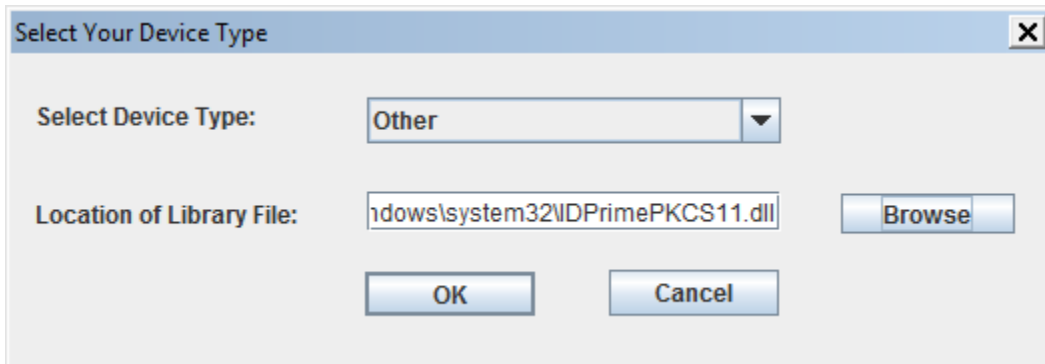 Select Your Device Type
Select Device Type: Other
Location of Library File: ndows\system32\IDPrimePKCS11.dll Browse
OK Cancel